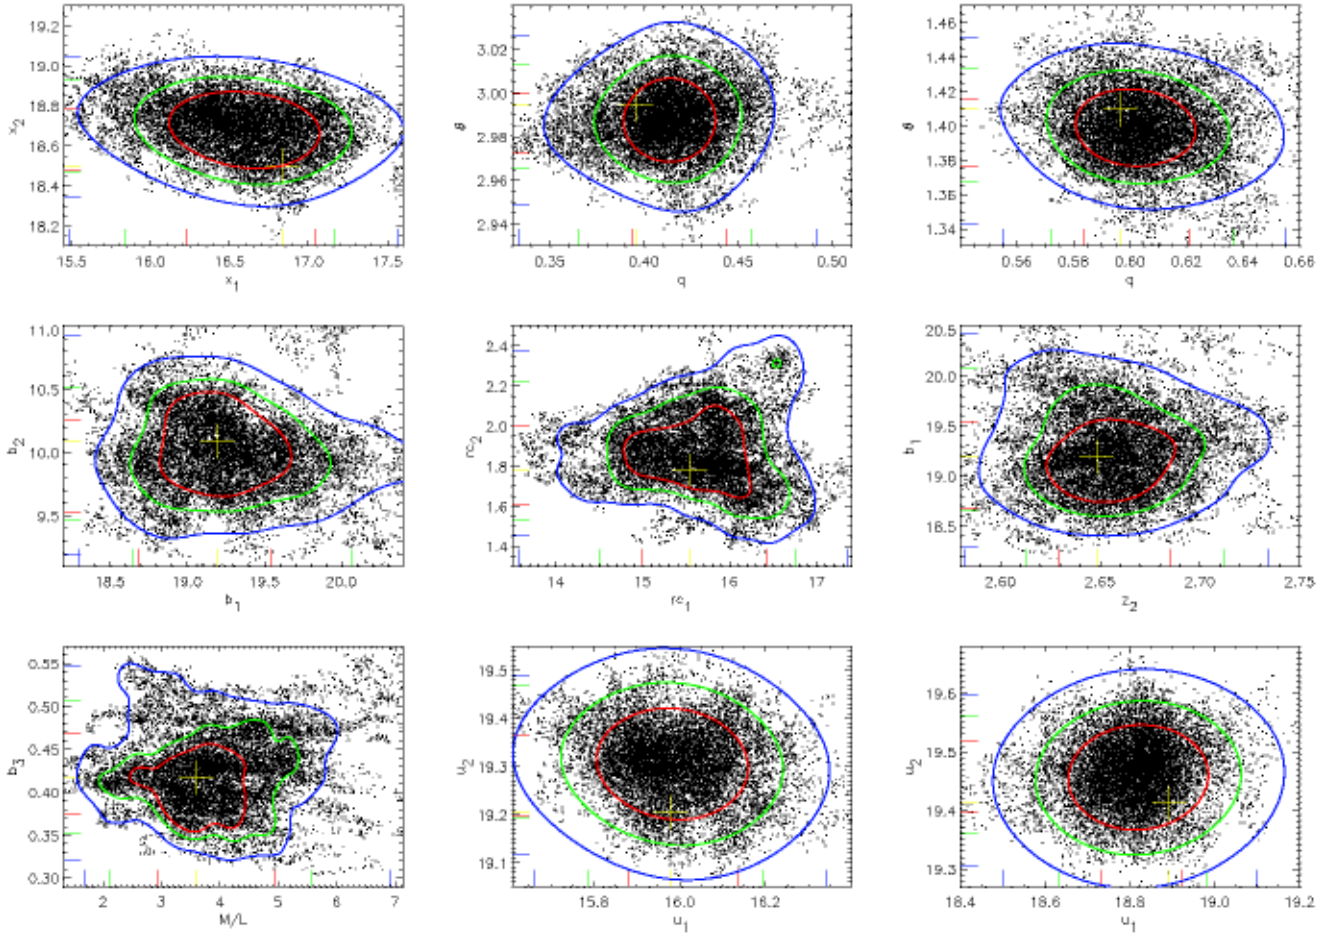 19.2
19.0
18.8
18.6
18.4
18.2
x₂
15.5 16.0 16.5 17.0 17.5
x₁
3.02
3.00
2.98
2.96
2.94
θ
0.35 0.40 0.45 0.50
q
1.46
1.43
1.40
1.37
1.34
θ
0.56 0.58 0.60 0.62 0.64 0.66
q
11.0
10.5
10.0
9.5
b₂
18.5 19.0 19.5 20.0
b₁
2.4
2.2
2.0
1.8
1.6
1.4
rc₂
14 15 16 17
rc₁
20.5
20.0
19.5
19.0
18.5
b₁
2.60 2.65 2.70 2.75
z₂
0.55
0.50
0.45
0.40
0.35
0.30
b₃
2 3 4 5 6 7
M/L
19.5
19.4
19.3
19.2
19.1
u₂
15.8 16.0 16.2
u₁
19.6
19.5
19.4
19.3
u₂
18.4 18.6 18.8 19.0 19.2
u₁